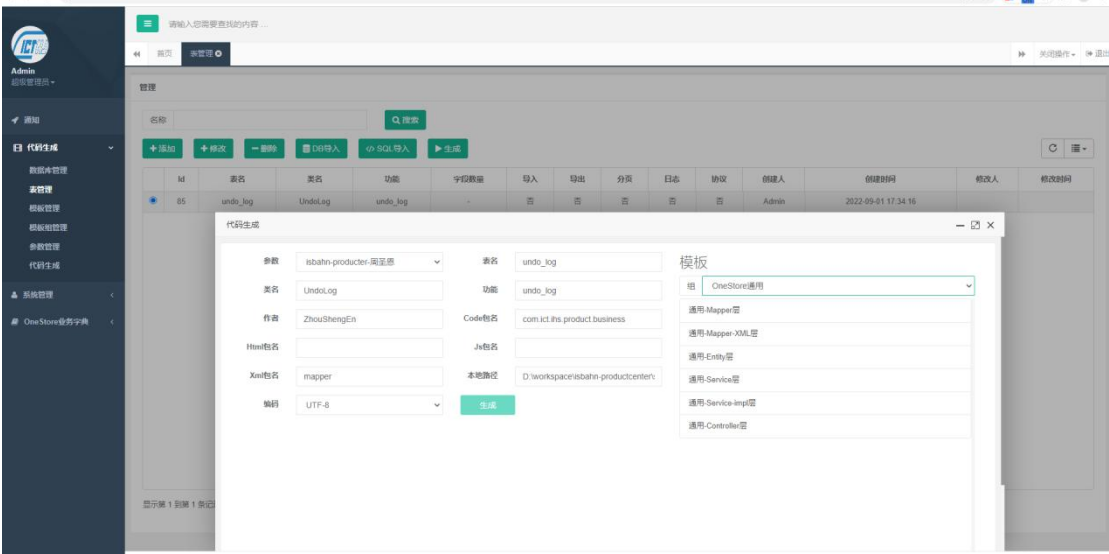 请输入您需要查找的内容 ...
首页 表管理
关闭操作 退出
Admin
超级管理员
通知
代码生成
数据库管理
表管理
模板管理
模板组管理
参数管理
代码生成
系统管理
OneStore业务字典
管理
名称 搜索
添加 修改 删除 DB导入 </> SQL导入 生成
Id 表名 类名 功能 字段数量 导入 导出 分页 日志 协议 创建人 创建时间 修改人 修改时间
85 undo_log UndoLog undo_log - 否 否 否 否 否 Admin 2022-09-01 17:34:16
代码生成
参数 isbahn-producter-周圣恩 表名 undo_log
类名 UndoLog 功能 undo_log
作者 ZhouShengEn Code包名 com.ict.ihs.product.business
Html包名 Js包名
Xml包名 mapper 本地路径 D:\workspace\isbahn-productcenter\
编码 UTF-8 生成
模板
组 OneStore通用
通用-Mapper层
通用-Mapper-XML层
通用-Entity层
通用-Service层
通用-Service-impl层
通用-Controller层
显示第 1 到第 1 条记